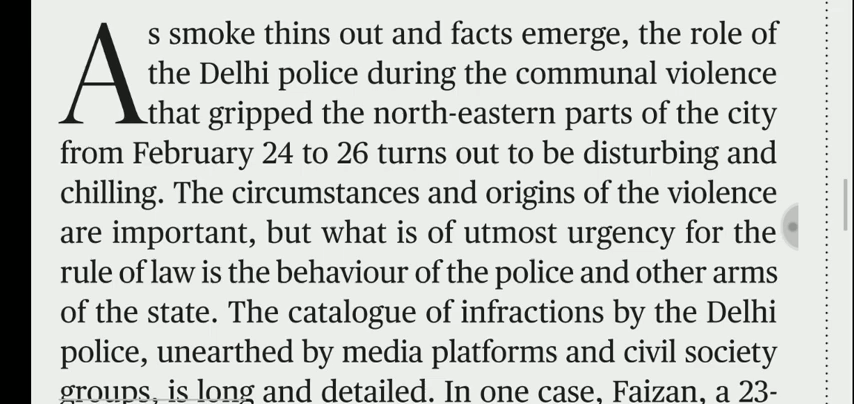 As smoke thins out and facts emerge, the role of
the Delhi police during the communal violence
that gripped the north-eastern parts of the city
from February 24 to 26 turns out to be disturbing and
chilling. The circumstances and origins of the violence
are important, but what is of utmost urgency for the
rule of law is the behaviour of the police and other arms
of the state. The catalogue of infractions by the Delhi
police, unearthed by media platforms and civil society
groups, is long and detailed. In one case, Faizan, a 23-